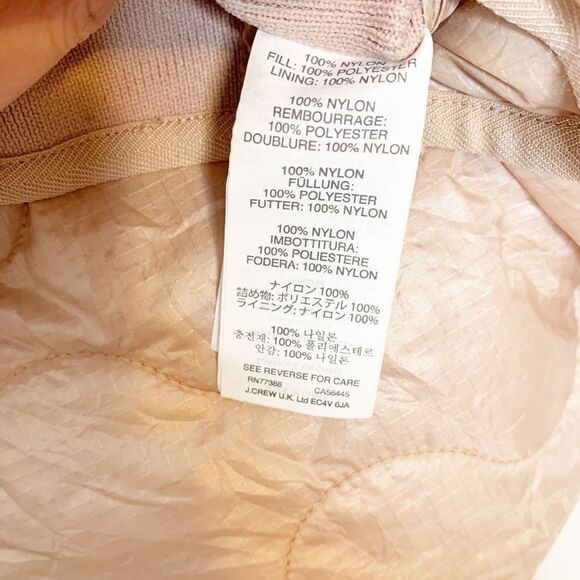 100% NYLON
FILL: 100% POLYESTER
LINING: 100% NYLON
100% NYLON
REMBOURRAGE:
100% POLYESTER
DOUBLURE: 100% NYLON
100% NYLON
FÜLLUNG:
100% POLYESTER
FUTTER: 100% NYLON
100% NYLON
IMBOTTITURA:
100% POLIESTERE
FODERA: 100% NYLON
ナイロン 100%
詰め物: ポリエステル 100%
ライニング: ナイロン 100%
100% 나일론
충전재: 100% 폴리에스테르
안감: 100% 나일론
SEE REVERSE FOR CARE
RN77388 CA56445
J.CREW U.K. Ltd EC4V 6JA